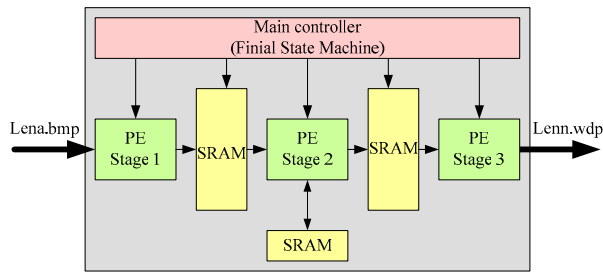 Main controller
(Finial State Machine)
Lena.bmp
PE
Stage 1
SRAM
PE
Stage 2
SRAM
PE
Stage 3
Lenn.wdp
SRAM